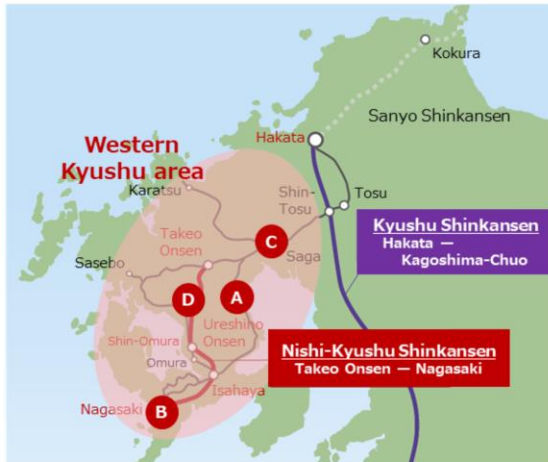 Kokura
Sanyo Shinkansen
Hakata
Western
Kyushu area
Karatsu
Shin-
Tosu
Tosu
Takeo
Onsen
C
Saga
Kyushu Shinkansen
Hakata —
Kagoshima-Chuo
Sasebo
D
A
Ureshino
Onsen
Shin-Omura
Omura
Nishi-Kyushu Shinkansen
Takeo Onsen — Nagasaki
Isahaya
Nagasaki
B